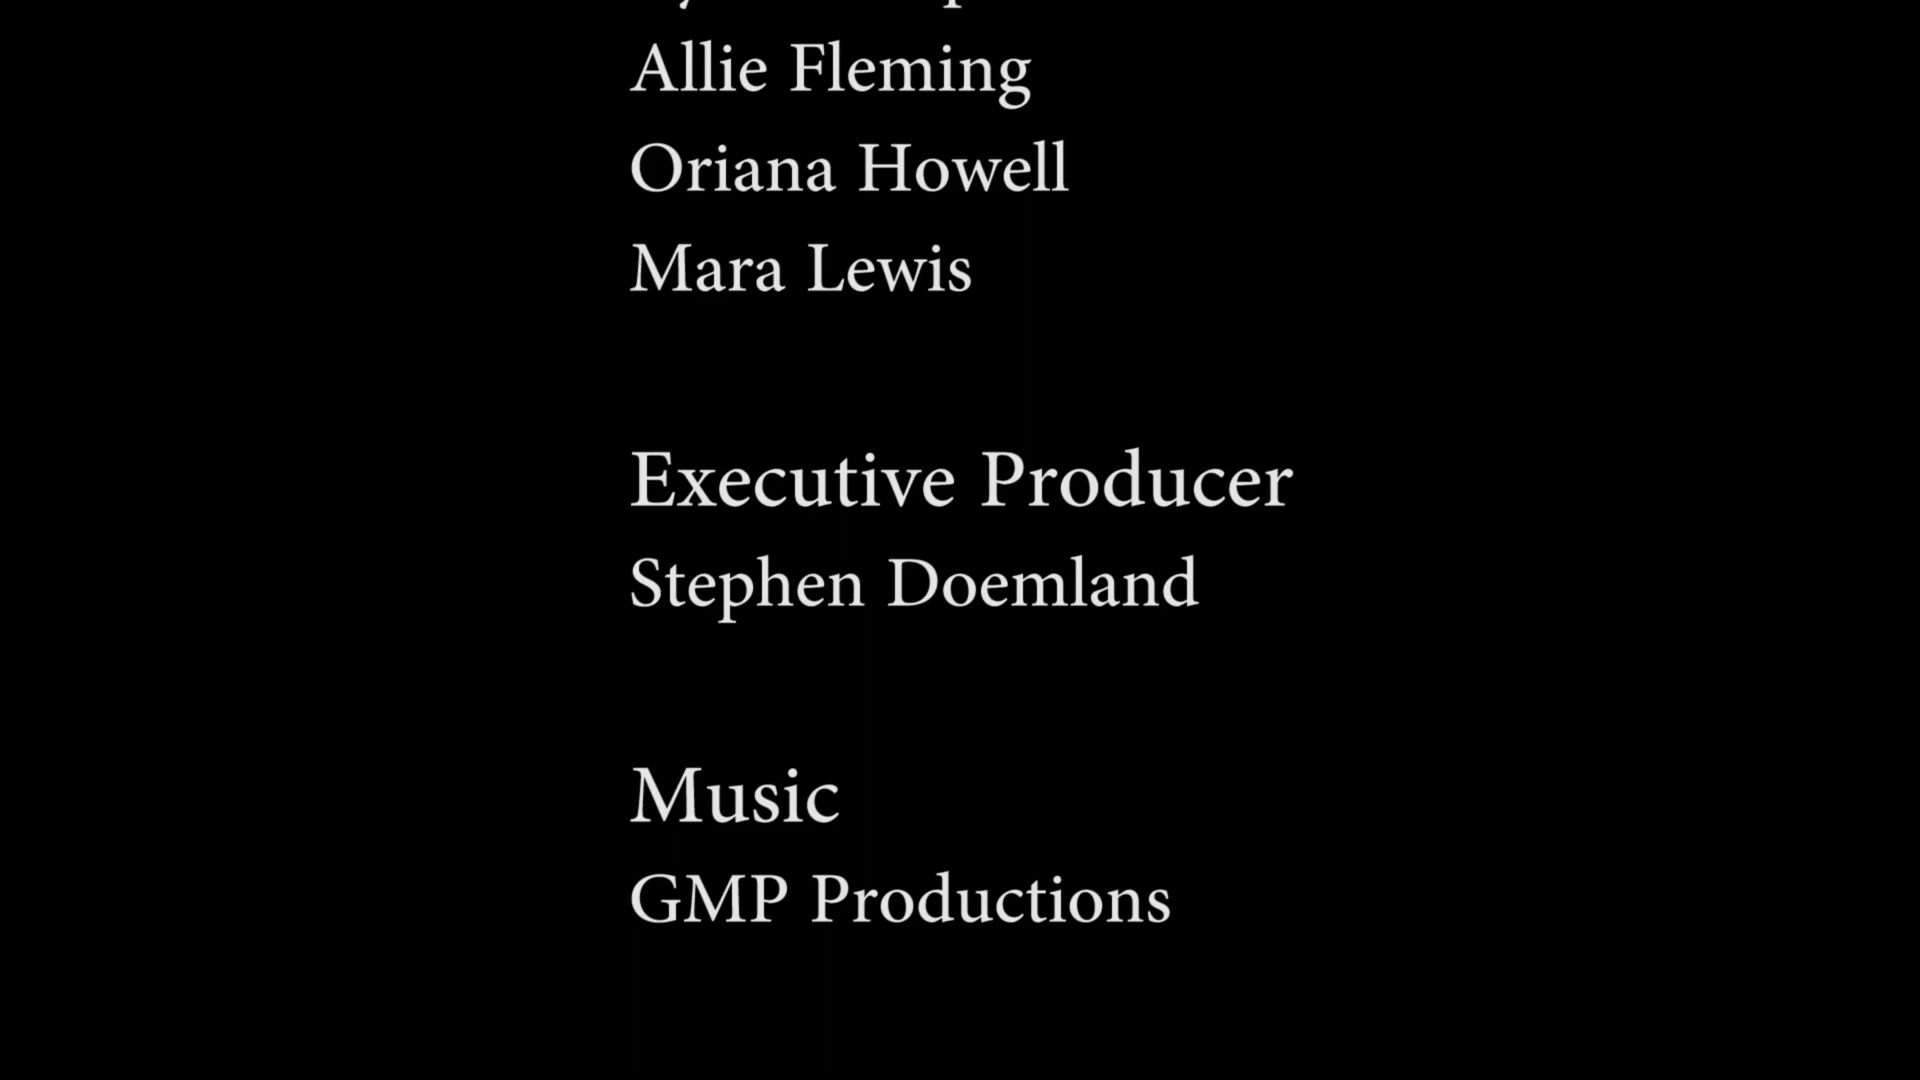 Allie Fleming
Oriana Howell
Mara Lewis
Executive Producer
Stephen Doemland
Music
GMP Productions